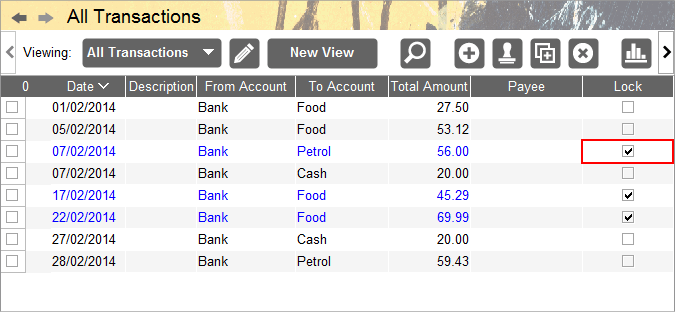 All Transactions
Viewing: All Transactions New View
0 Date Description From Account To Account Total Amount Payee Lock
01/02/2014 Bank Food 27.50
05/02/2014 Bank Food 53.12
07/02/2014 Bank Petrol 56.00
07/02/2014 Bank Cash 20.00
17/02/2014 Bank Food 45.29
22/02/2014 Bank Food 69.99
27/02/2014 Bank Cash 20.00
28/02/2014 Bank Petrol 59.43